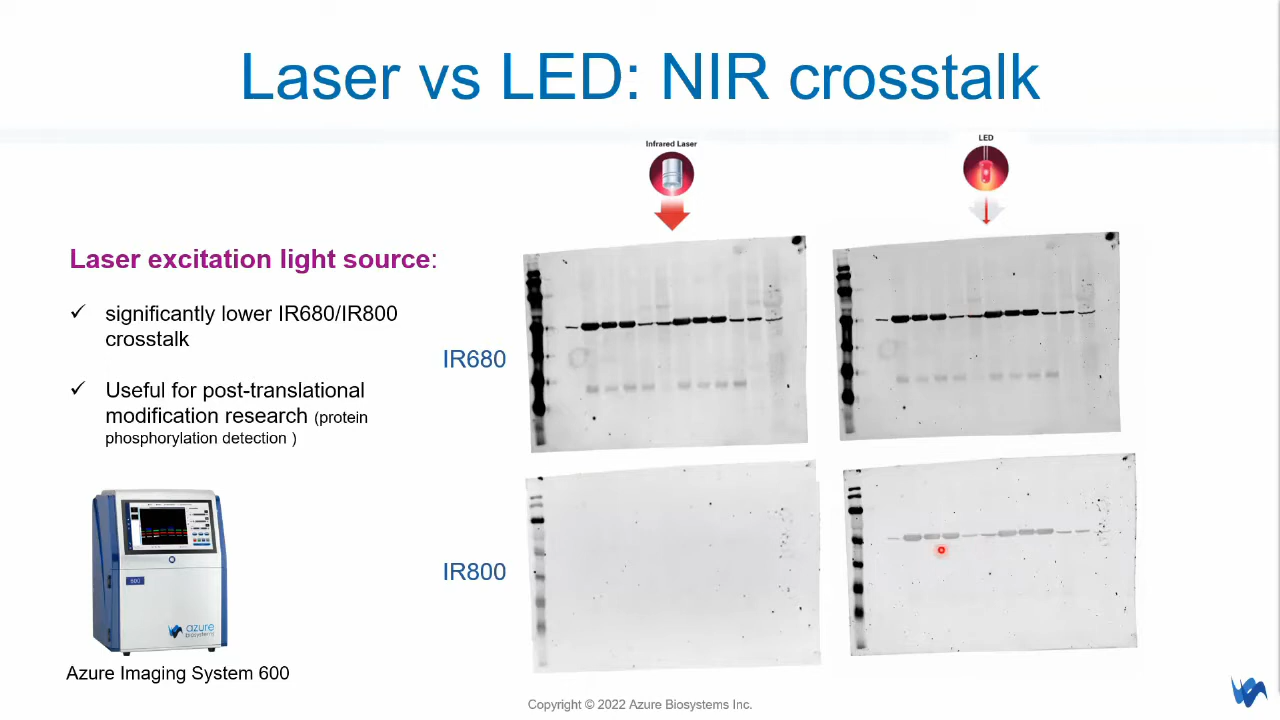 Laser vs LED: NIR crosstalk
Infrared Laser
LED
Laser excitation light source:
✓ significantly lower IR680/IR800
crosstalk
✓ Useful for post-translational
modification research (protein
phosphorylation detection )
IR680
IR800
600
azure
biosystems
Azure Imaging System 600
Copyright © 2022 Azure Biosystems Inc.